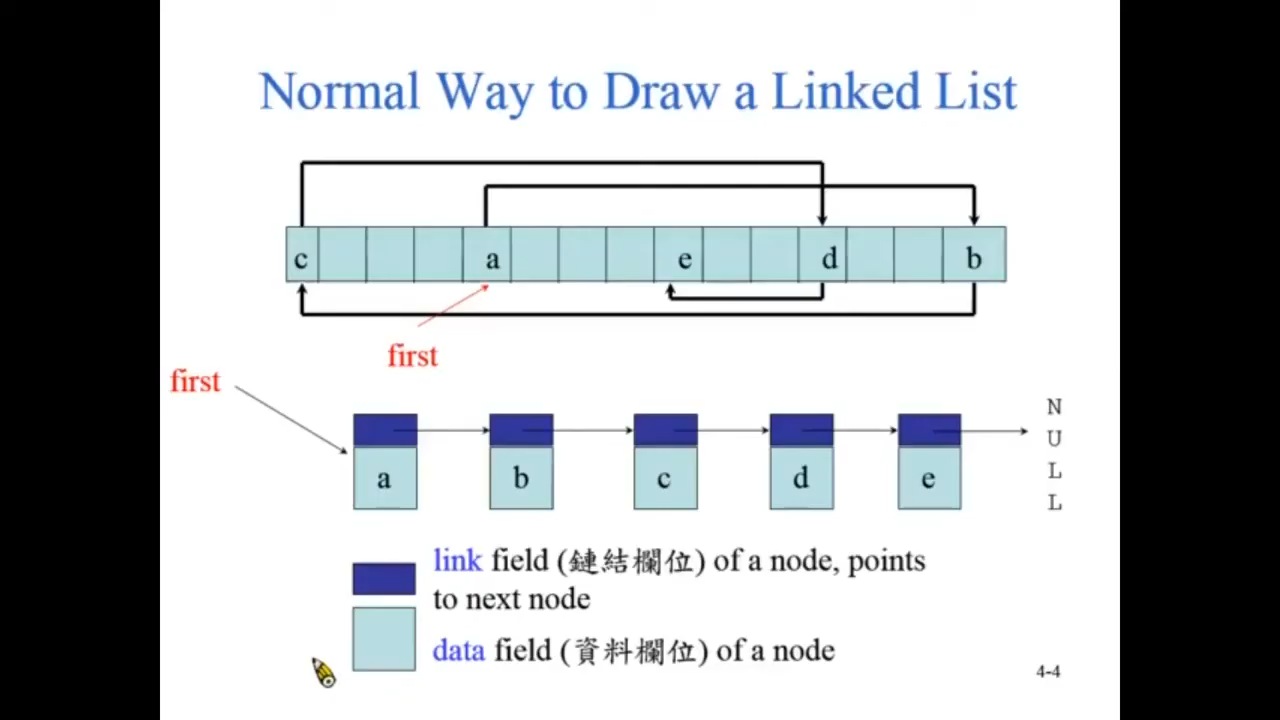 Normal Way to Draw a Linked List
c a e d b
first
first
N
U
L
L
a b c d e
link field (鏈結欄位) of a node, points
to next node
data field (資料欄位) of a node
4-4